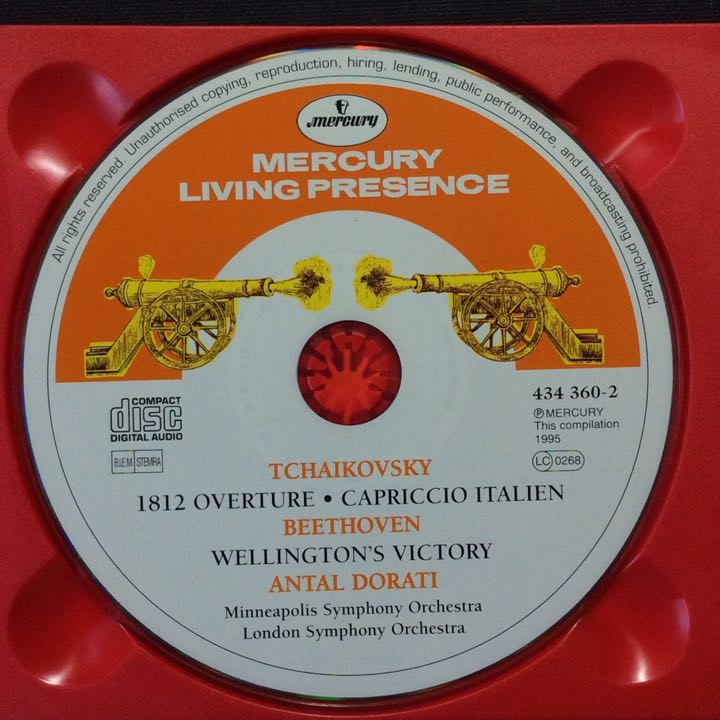 All rights reserved. Unauthorised copying, reproduction, hiring, lending, public performance, and broadcasting prohibited.
mercury
MERCURY
LIVING PRESENCE
COMPACT
disc
DIGITAL AUDIO
B.I.E.M STEMRA
434 360-2
Ⓟ MERCURY
This compilation
1995
LC 0268
TCHAIKOVSKY
1812 OVERTURE • CAPRICCIO ITALIEN
BEETHOVEN
WELLINGTON'S VICTORY
ANTAL DORATI
Minneapolis Symphony Orchestra
London Symphony Orchestra